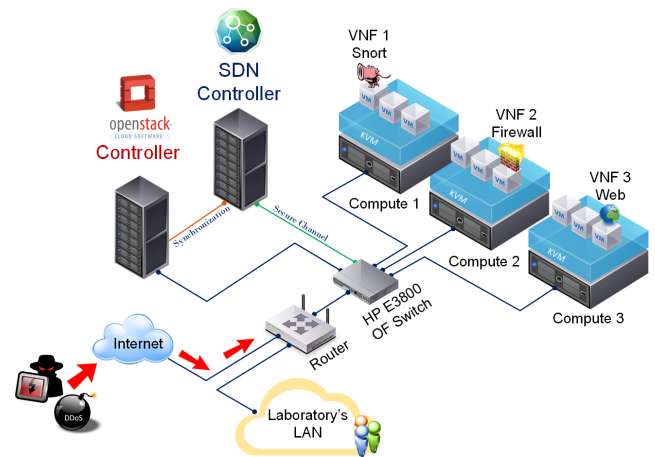 VNF 1
Snort
SDN
Controller
openstack
CLOUD SOFTWARE
Controller
VM
VM
VM
KVM
VNF 2
Firewall
VM
VM
VM
KVM
VNF 3
Web
VM
VM
VM
KVM
Compute 1
Compute 2
Compute 3
Synchronization
Secure Channel
HP E3800
OF Switch
Router
Internet
DDoS
Laboratory's
LAN